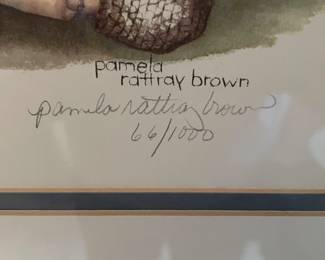 pamela
rattray brown
pamela rattray brown
66/1000